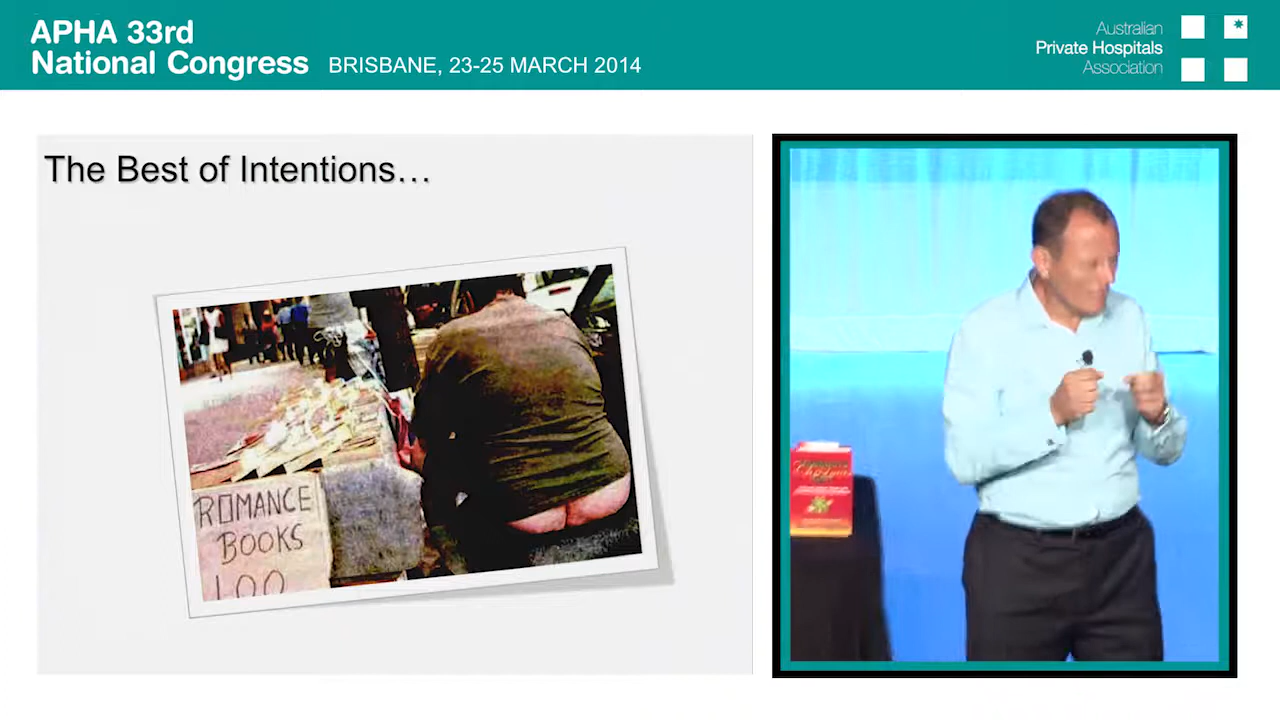 APHA 33rd
National Congress
BRISBANE, 23-25 MARCH 2014
Australian
Private Hospitals
Association
The Best of Intentions…
ROMANCE
BOOKS
1.00